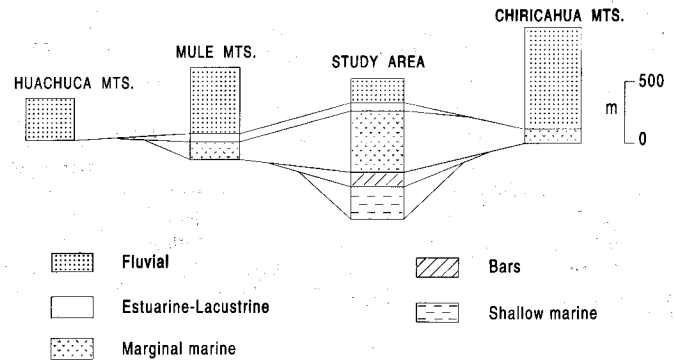 CHIRICAHUA MTS.
MULE MTS.
STUDY AREA
HUACHUCA MTS.
500
m
0
Fluvial
Bars
Estuarine-Lacustrine
Shallow marine
Marginal marine